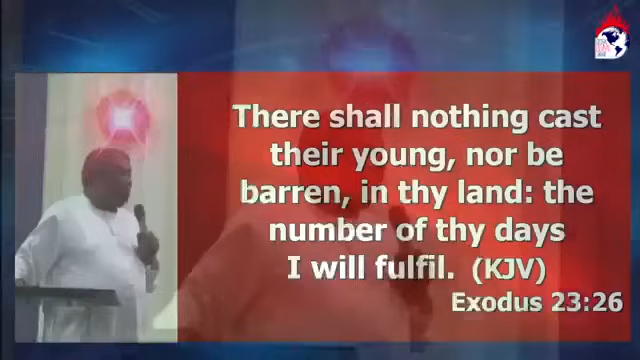 There shall nothing cast
their young, nor be
barren, in thy land: the
number of thy days
I will fulfil. (KJV)
Exodus 23:26